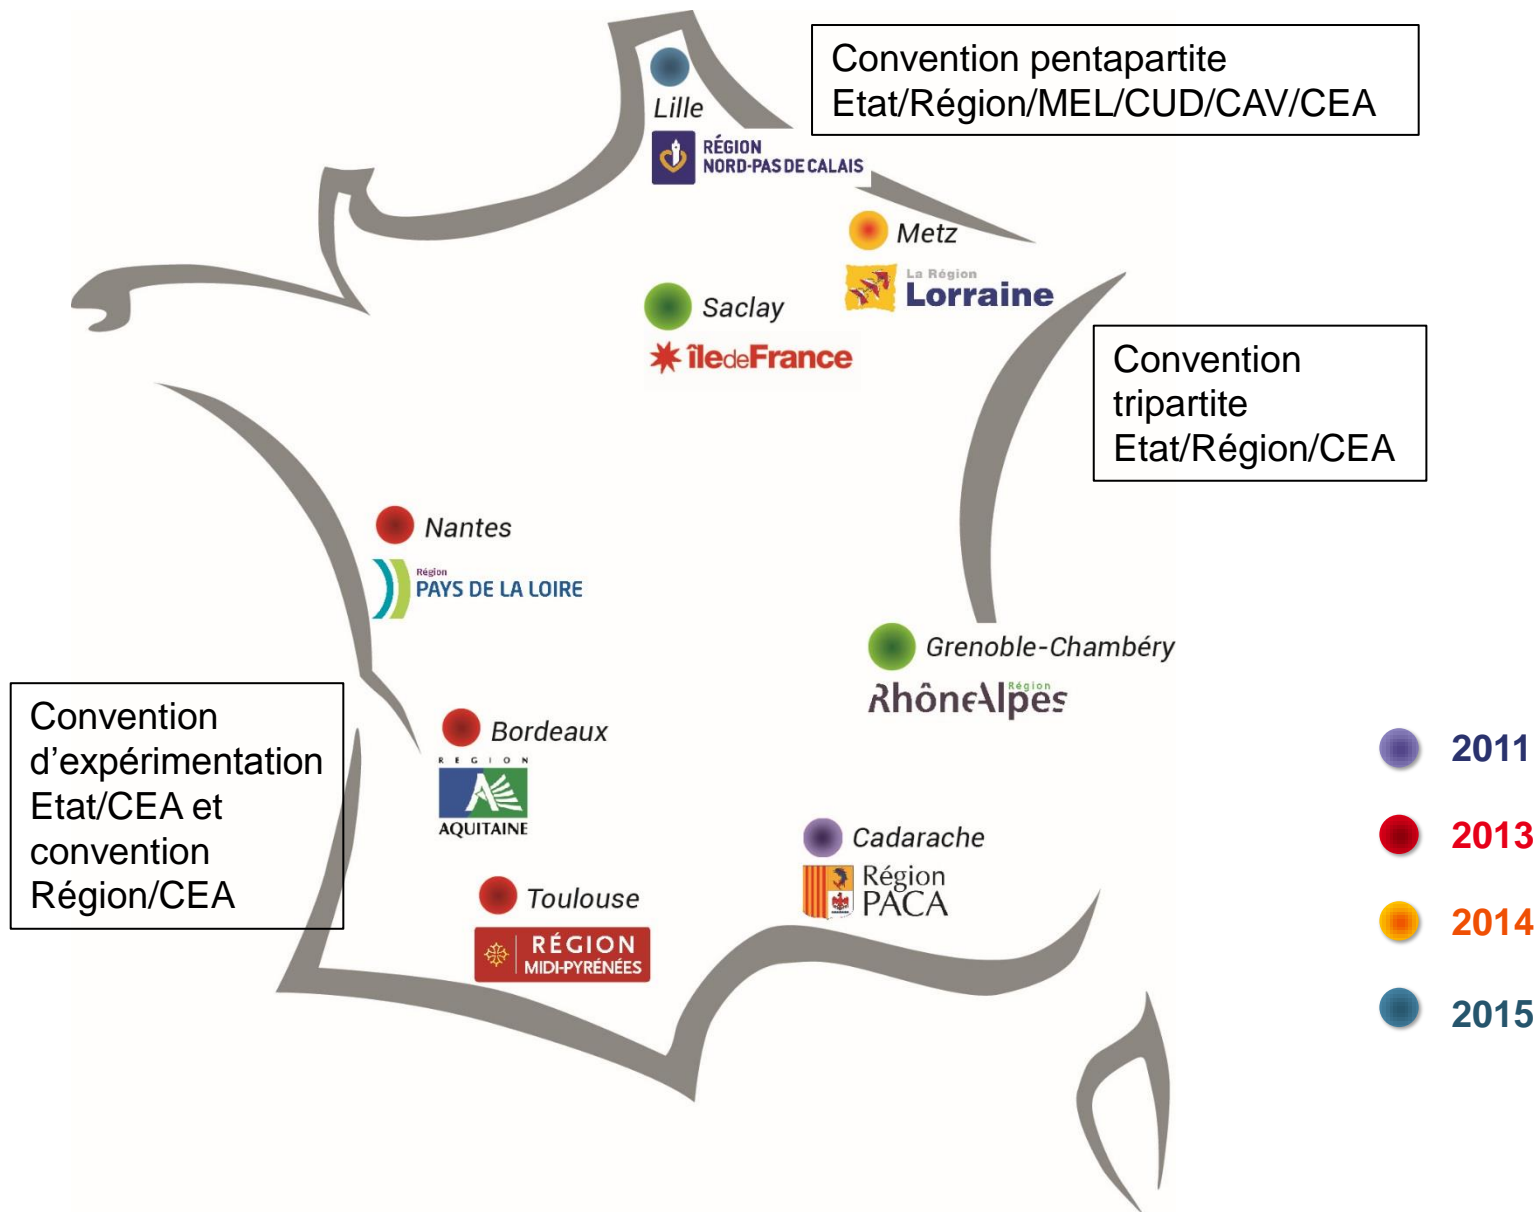 Convention pentapartite
Etat/Région/MEL/CUD/CAV/CEA
Lille
RÉGION
NORD-PAS DE CALAIS
Metz
La Région
Lorraine
Saclay
îledeFrance
Convention
tripartite
Etat/Région/CEA
Nantes
Région
PAYS DE LA LOIRE
Grenoble-Chambéry
RhôneAlpes
Région
Convention
d’expérimentation
Etat/CEA et
convention
Région/CEA
Bordeaux
REGION
AQUITAINE
Cadarache
Région
PACA
Toulouse
RÉGION
MIDI-PYRÉNÉES
2011
2013
2014
2015